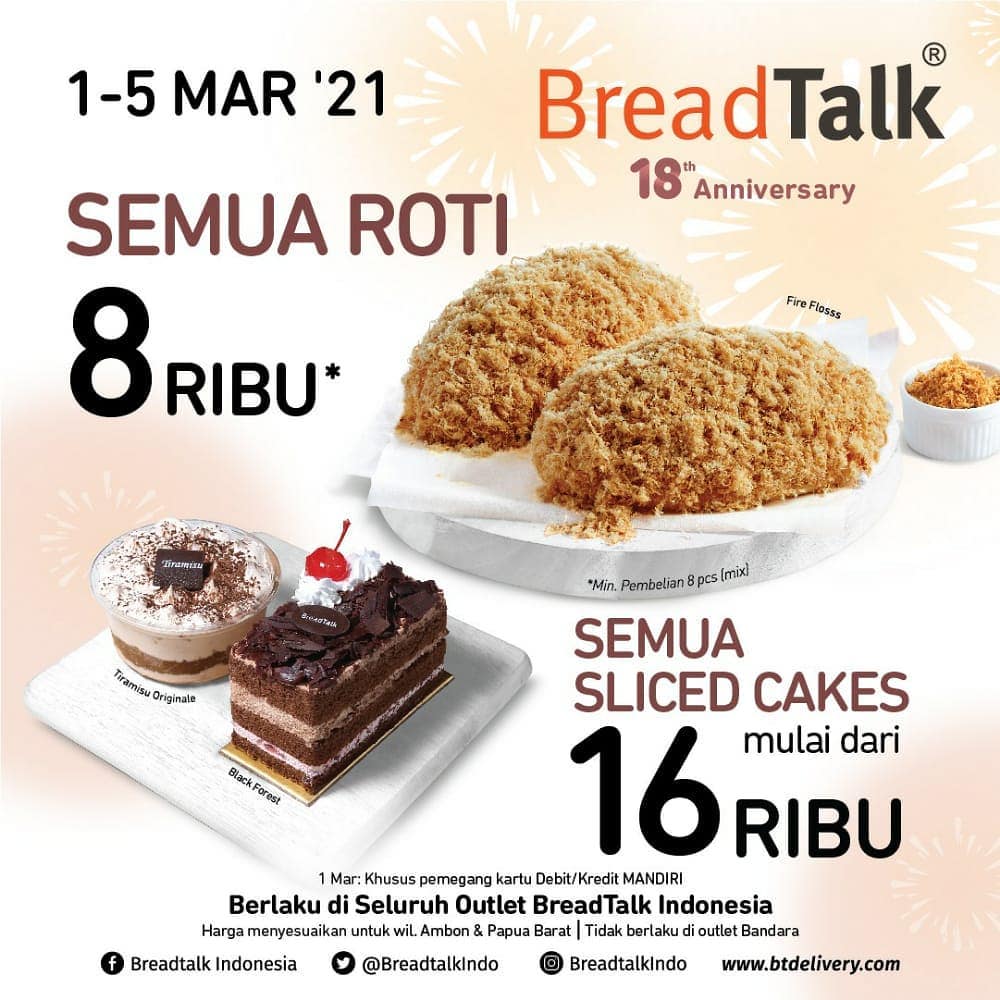 1-5 MAR '21
BreadTalk®
18th Anniversary
SEMUA ROTI
8 RIBU*
Fire Flosss
*Min. Pembelian 8 pcs (mix)
Tiramisu
Tiramisu Originale
BreadTalk
Black Forest
SEMUA
SLICED CAKES
mulai dari
16 RIBU
1 Mar: Khusus pemegang kartu Debit/Kredit MANDIRI
Berlaku di Seluruh Outlet BreadTalk Indonesia
Harga menyesuaikan untuk wil. Ambon & Papua Barat | Tidak berlaku di outlet Bandara
Breadtalk Indonesia @BreadtalkIndo BreadtalkIndo www.btdelivery.com